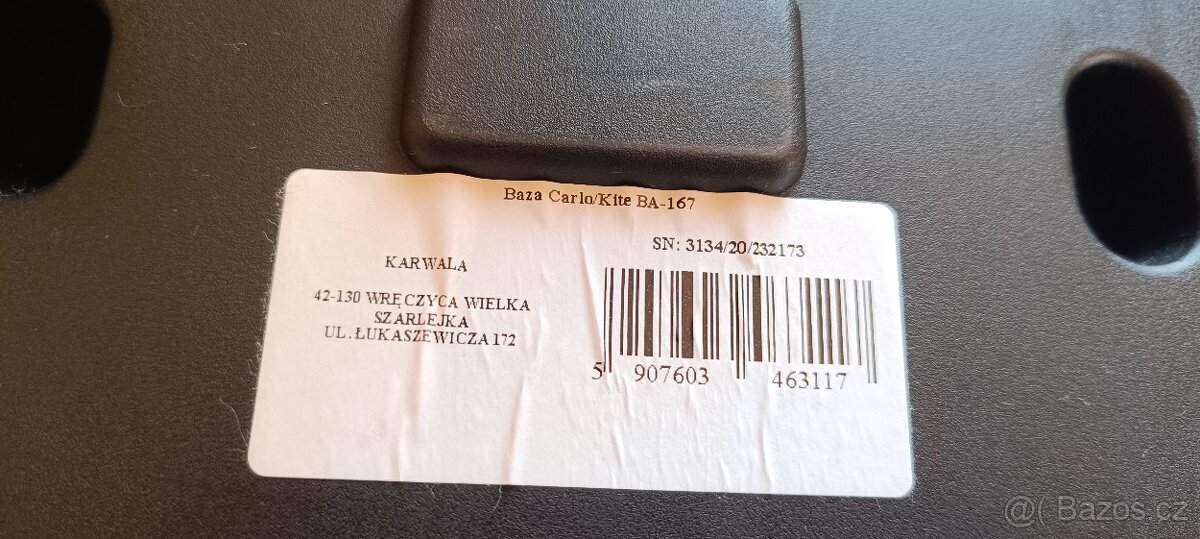 Baza Carlo/Kite BA-167
SN: 3134/20/232173
KARWALA
42-130 WRĘCZYCA WIELKA
SZARLEJKA
UL. ŁUKASZEWICZA 172
5 907603 463117
@( Bazos.cz